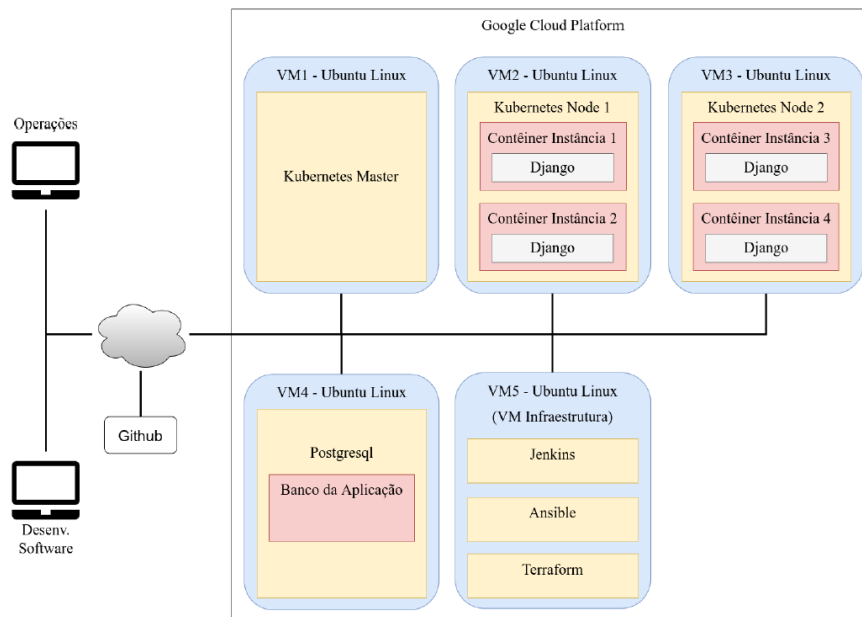 Google Cloud Platform
VM1 - Ubuntu Linux
Kubernetes Master
VM2 - Ubuntu Linux
Kubernetes Node 1
Contêiner Instância 1
Django
Contêiner Instância 2
Django
VM3 - Ubuntu Linux
Kubernetes Node 2
Contêiner Instância 3
Django
Contêiner Instância 4
Django
Operações
Github
Desenv.
Software
VM4 - Ubuntu Linux
Postgresql
Banco da Aplicação
VM5 - Ubuntu Linux
(VM Infraestrutura)
Jenkins
Ansible
Terraform